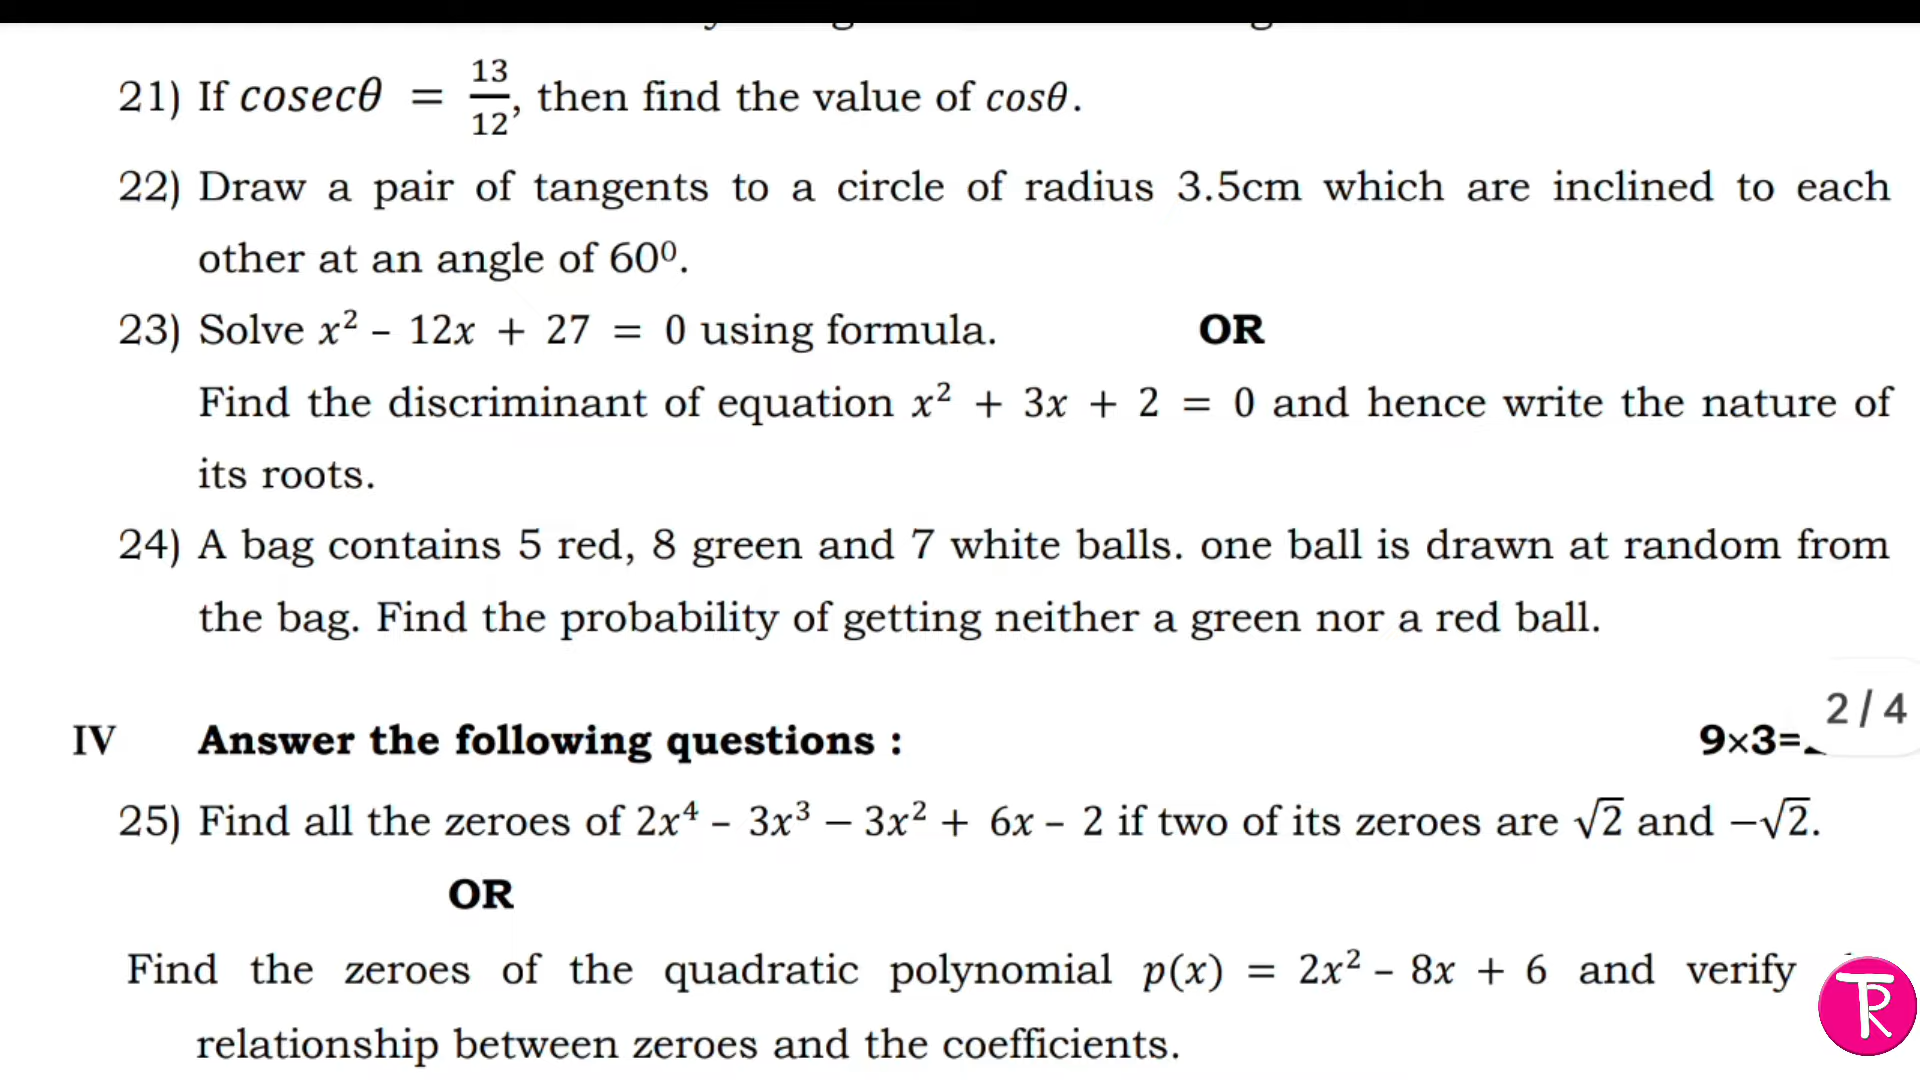 21) If cosecθ = 13/12, then find the value of cosθ.
22) Draw a pair of tangents to a circle of radius 3.5cm which are inclined to each
other at an angle of 60⁰.
23) Solve x² – 12x + 27 = 0 using formula. OR
Find the discriminant of equation x² + 3x + 2 = 0 and hence write the nature of
its roots.
24) A bag contains 5 red, 8 green and 7 white balls. one ball is drawn at random from
the bag. Find the probability of getting neither a green nor a red ball.
2/4
IV Answer the following questions : 9×3=
25) Find all the zeroes of 2x⁴ – 3x³ – 3x² + 6x – 2 if two of its zeroes are √2 and –√2.
OR
Find the zeroes of the quadratic polynomial p(x) = 2x² – 8x + 6 and verify
relationship between zeroes and the coefficients.
TR